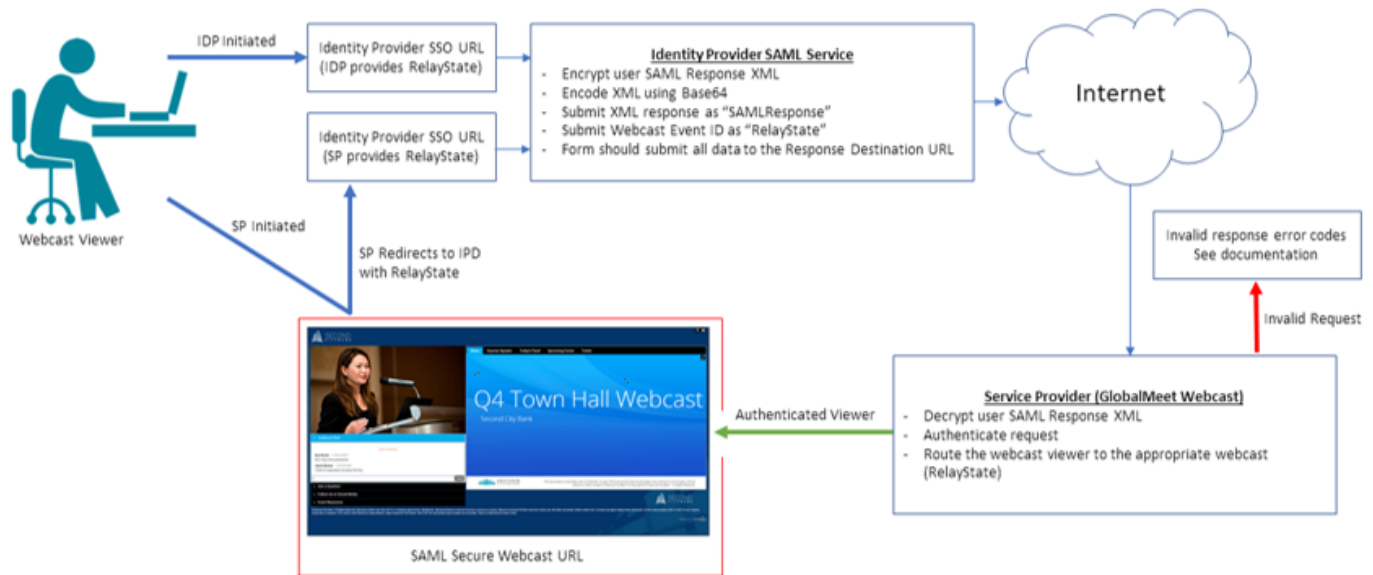 IDP Initiated
Identity Provider SSO URL
(IDP provides RelayState)
Identity Provider SSO URL
(SP provides RelayState)
Identity Provider SAML Service
- Encrypt user SAML Response XML
- Encode XML using Base64
- Submit XML response as “SAMLResponse”
- Submit Webcast Event ID as “RelayState”
- Form should submit all data to the Response Destination URL
Internet
Webcast Viewer
SP Initiated
SP Redirects to IPD
with RelayState
Invalid response error codes
See documentation
Invalid Request
Q4 Town Hall Webcast
Second City Bank
Authenticated Viewer
Service Provider (GlobalMeet Webcast)
- Decrypt user SAML Response XML
- Authenticate request
- Route the webcast viewer to the appropriate webcast
(RelayState)
SAML Secure Webcast URL